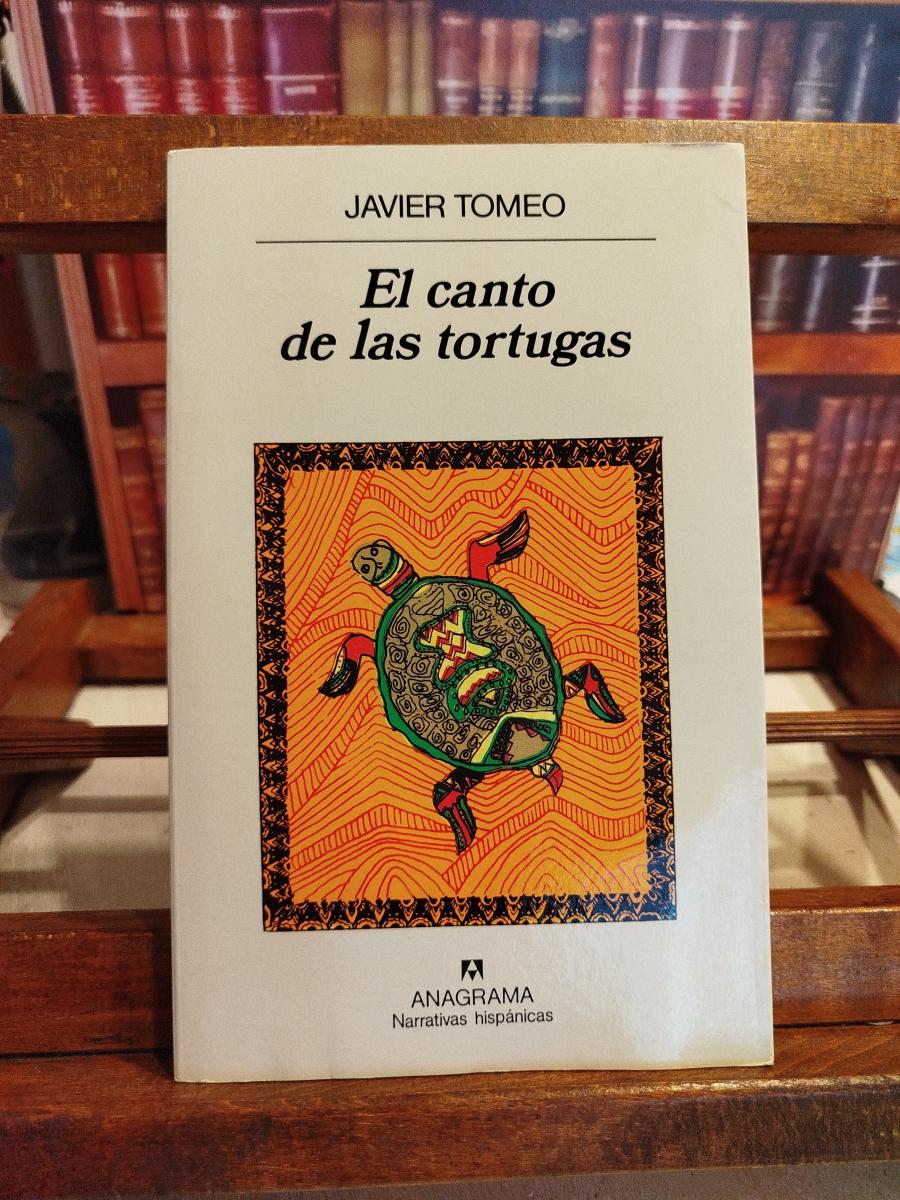 JAVIER TOMEO
El canto
de las tortugas
ANAGRAMA
Narrativas hispánicas